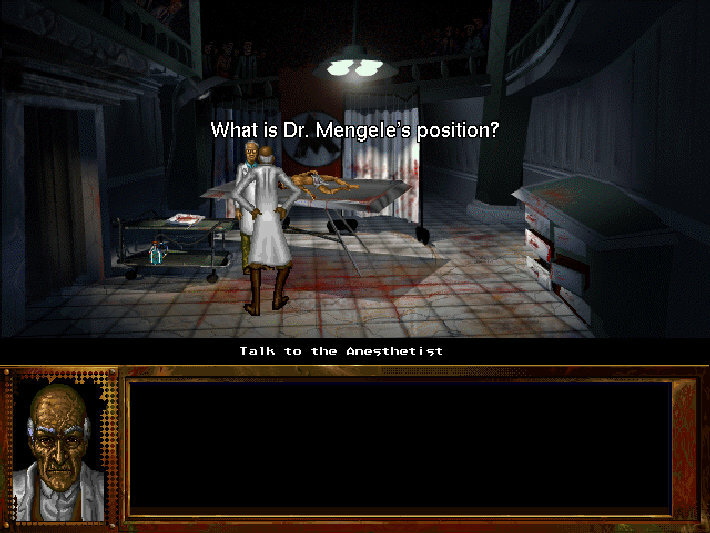 What is Dr. Mengele's position?
Talk to the Anesthetist